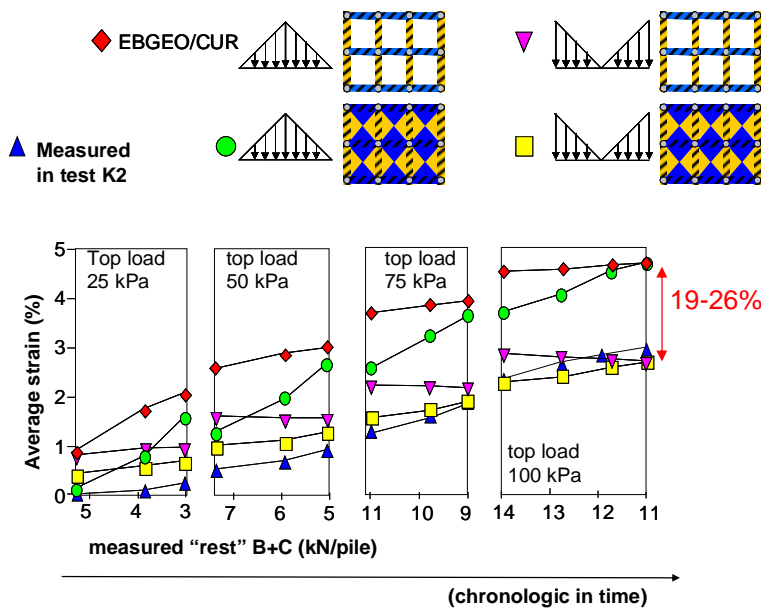 EBGEO/CUR
Measured
in test K2
Average strain (%)
5
4
3
2
1
0
Top load
25 kPa
top load
50 kPa
top load
75 kPa
top load
100 kPa
19-26%
5 4 3
7 6 5
11 10 9
14 13 12 11
measured “rest” B+C (kN/pile)
(chronologic in time)